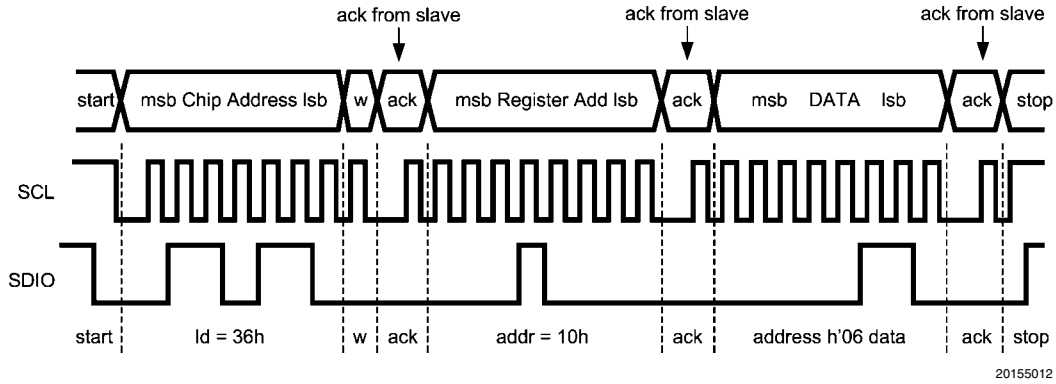 ack from slave ack from slave ack from slave
start msb Chip Address lsb w ack msb Register Add lsb ack msb DATA lsb ack stop
SCL
SDIO
start Id = 36h w ack addr = 10h ack address h'06 data ack stop
20155012